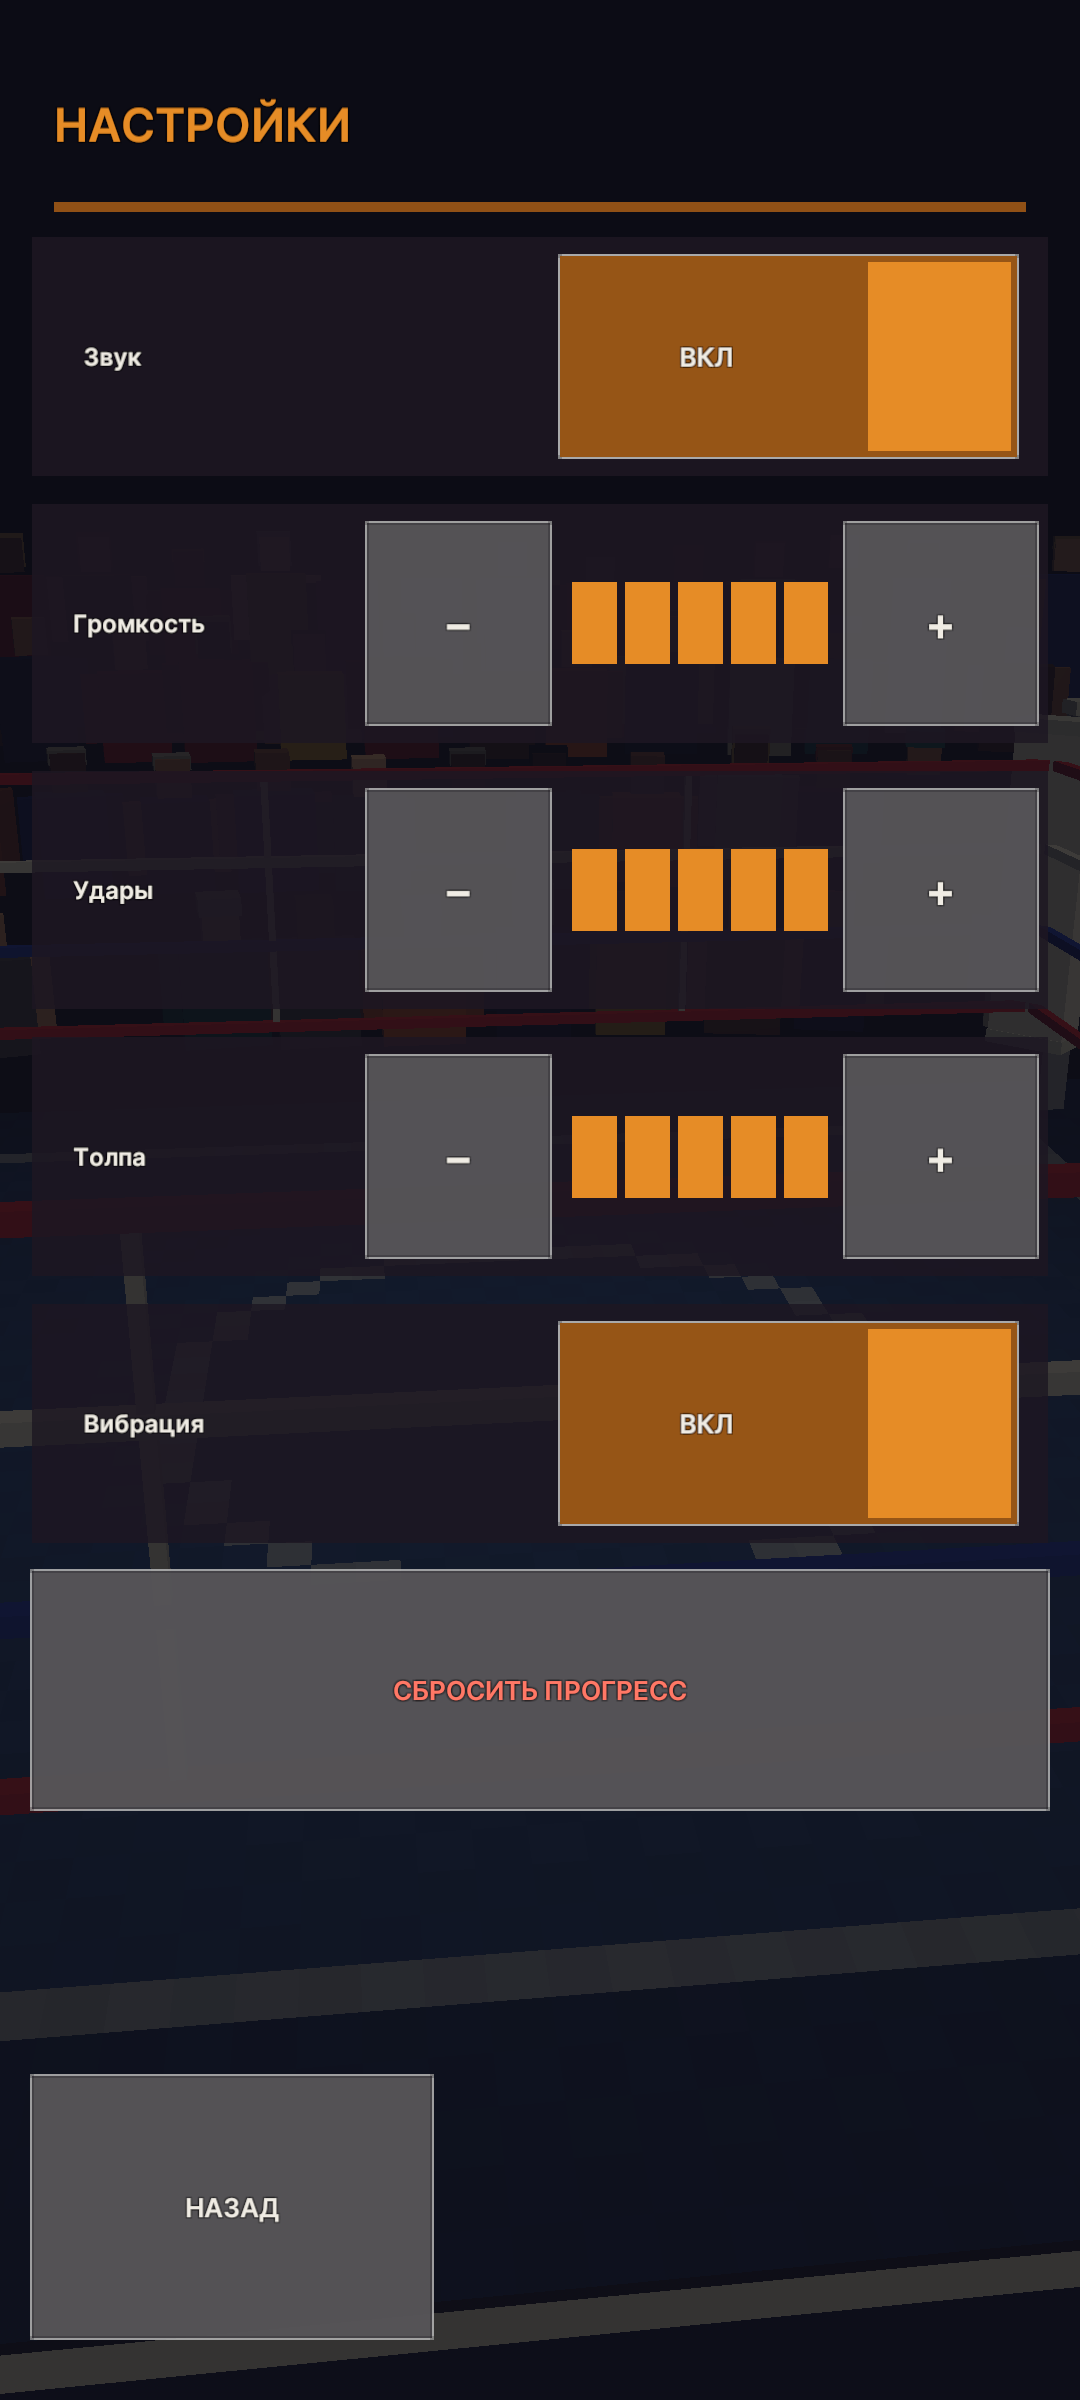 НАСТРОЙКИ
Звук
ВКЛ
Громкость
− +
Удары
− +
Толпа
− +
Вибрация
ВКЛ
СБРОСИТЬ ПРОГРЕСС
НАЗАД